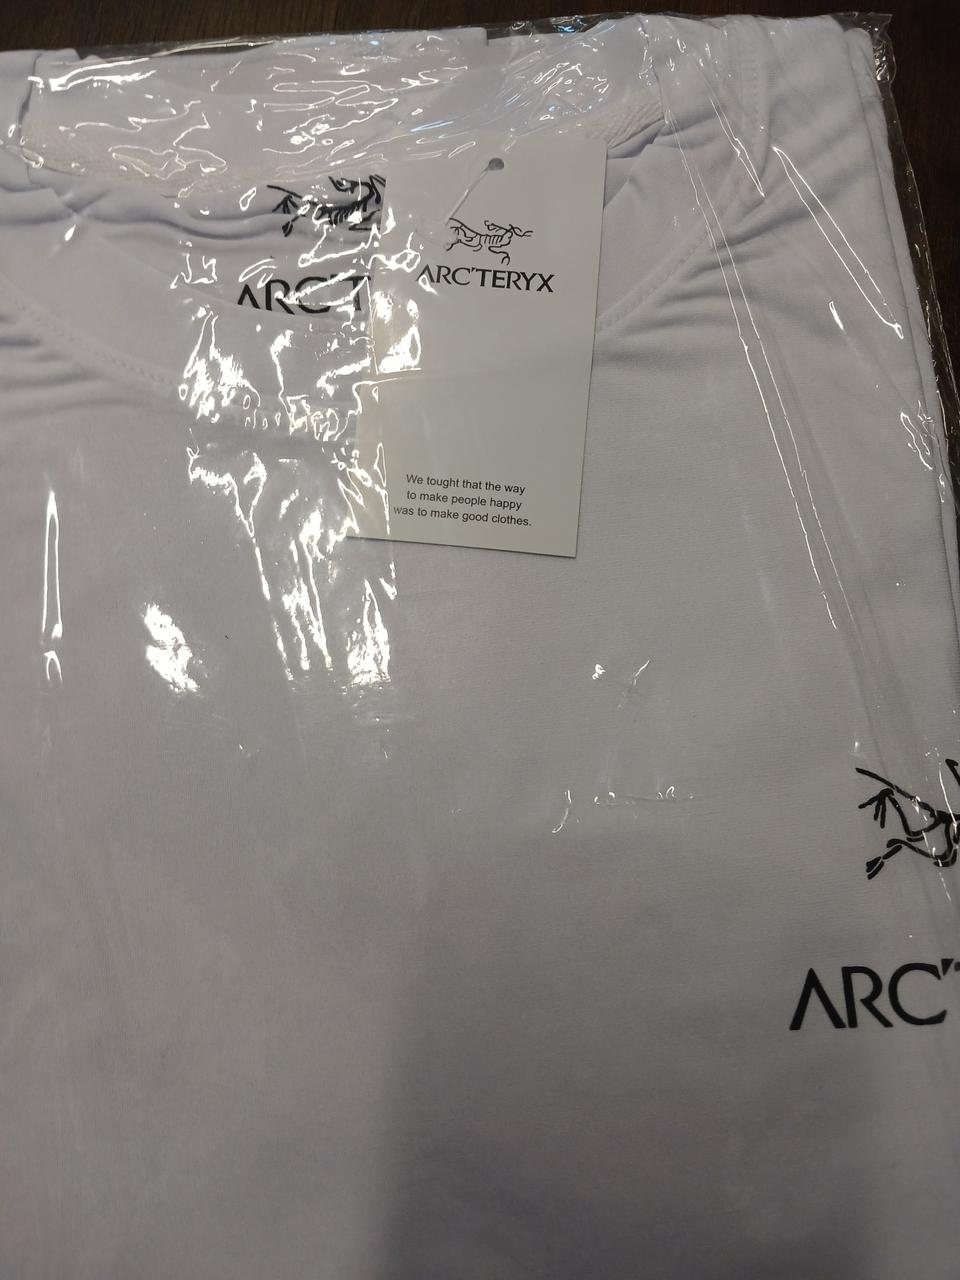 ARC'T
ARC'TERYX
We tought that the way
to make people happy
was to make good clothes.
ARC'